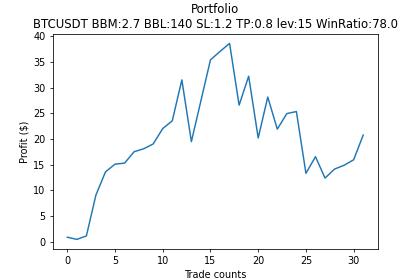 Portfolio
BTCUSDT BBM:2.7 BBL:140 SL:1.2 TP:0.8 lev:15 WinRatio:78.0
40
35
30
25
20
15
10
5
0
Profit ($)
0 5 10 15 20 25 30
Trade counts